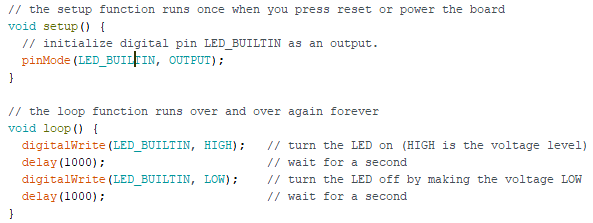 // the setup function runs once when you press reset or power the board
void setup() {
  // initialize digital pin LED_BUILTIN as an output.
  pinMode(LED_BUILTIN, OUTPUT);
}

// the loop function runs over and over again forever
void loop() {
  digitalWrite(LED_BUILTIN, HIGH);   // turn the LED on (HIGH is the voltage level)
  delay(1000);                       // wait for a second
  digitalWrite(LED_BUILTIN, LOW);    // turn the LED off by making the voltage LOW
  delay(1000);                       // wait for a second
}